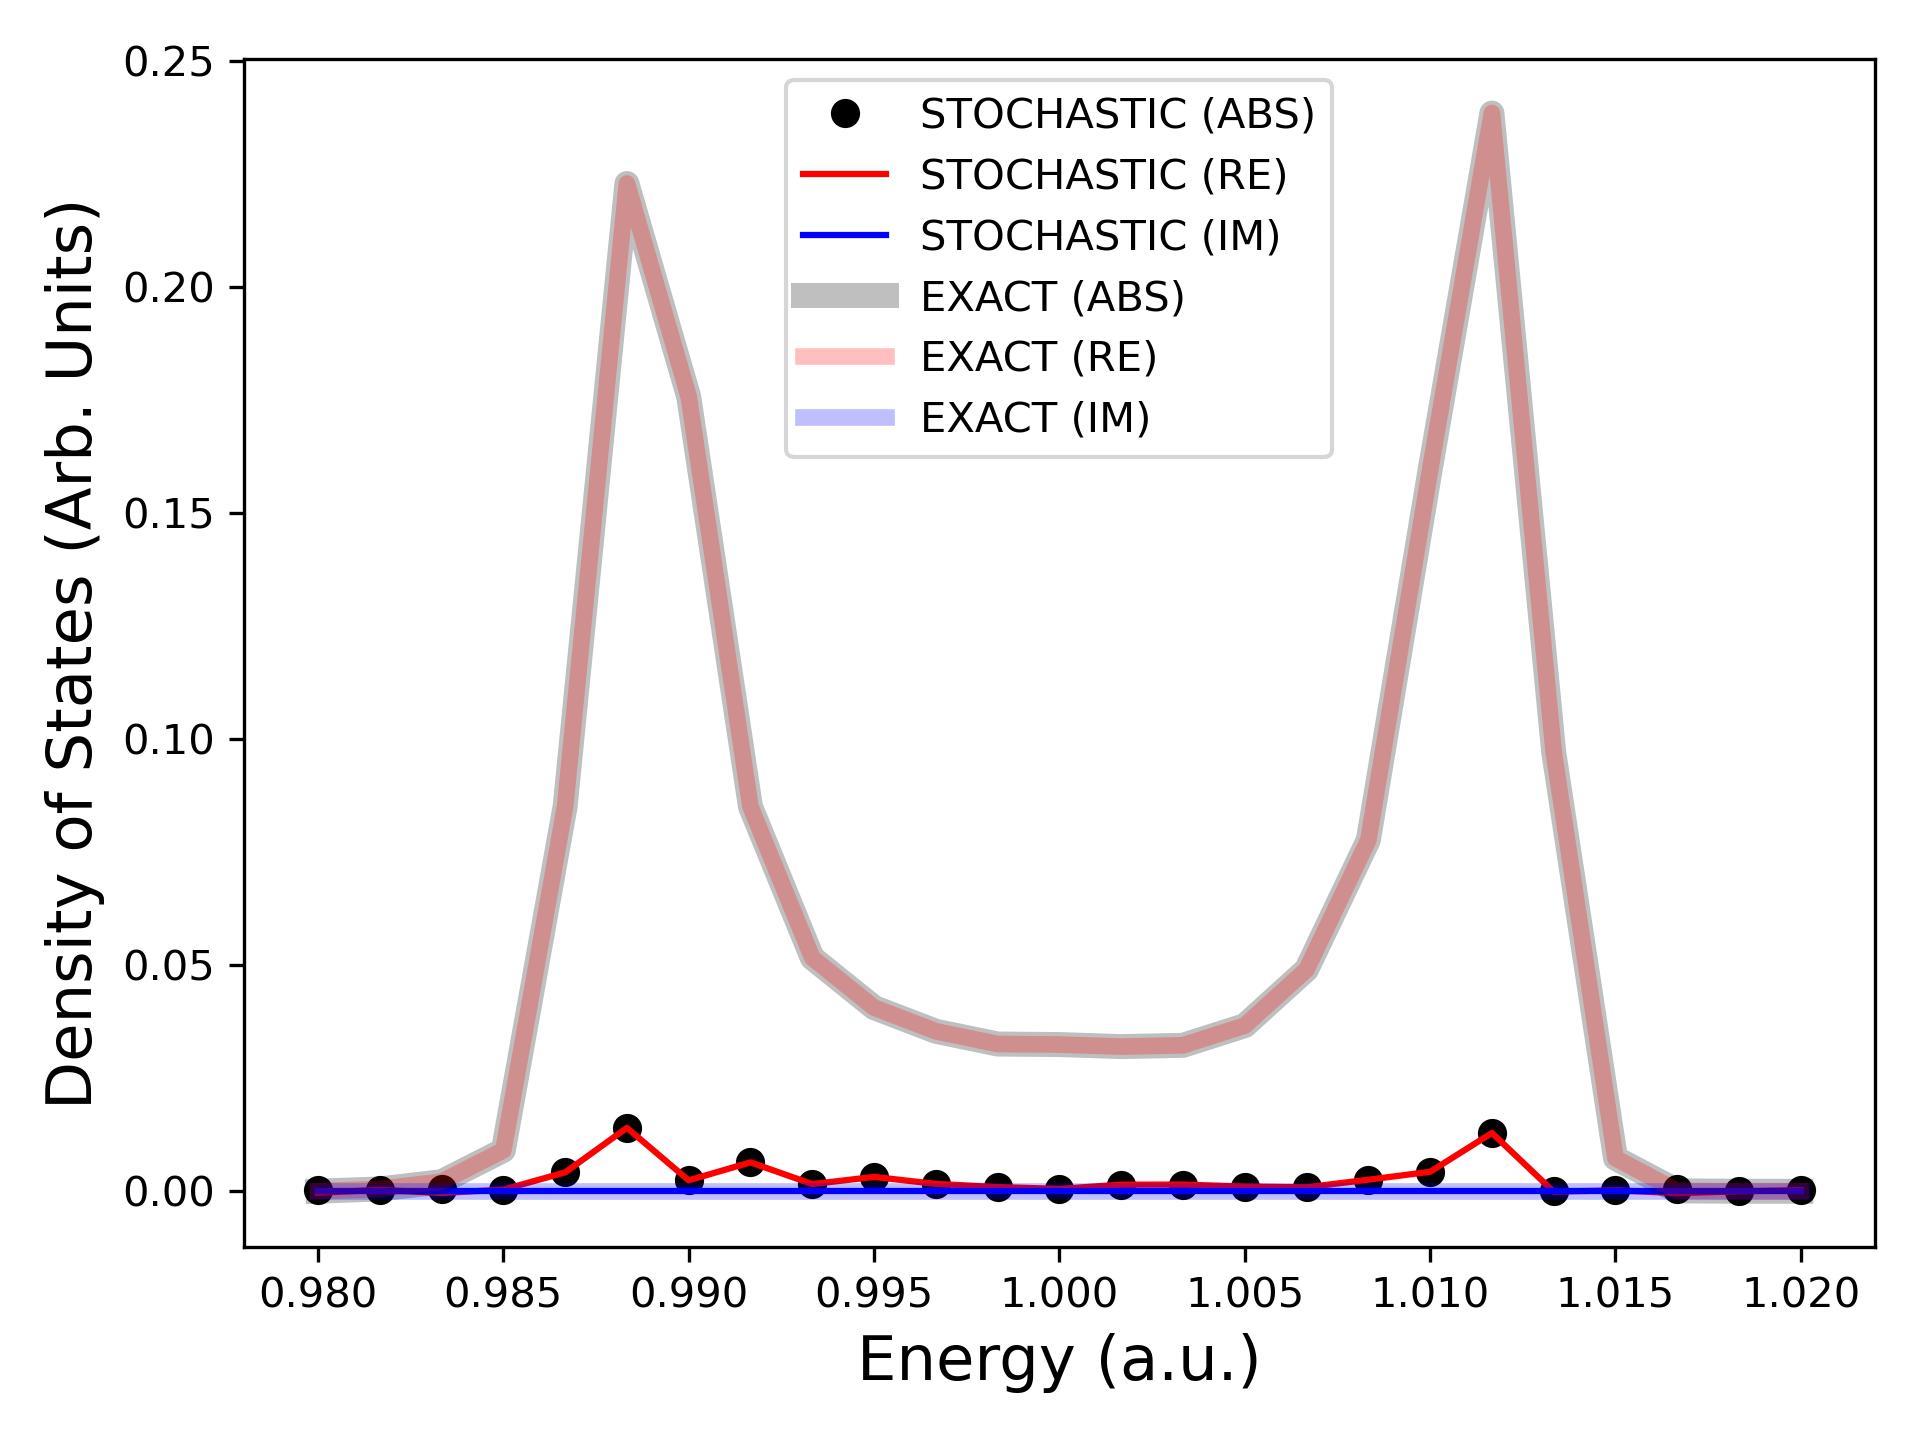 0.25
0.20
0.15
0.10
0.05
0.00
Density of States (Arb. Units)
STOCHASTIC (ABS)
STOCHASTIC (RE)
STOCHASTIC (IM)
EXACT (ABS)
EXACT (RE)
EXACT (IM)
0.980 0.985 0.990 0.995 1.000 1.005 1.010 1.015 1.020
Energy (a.u.)